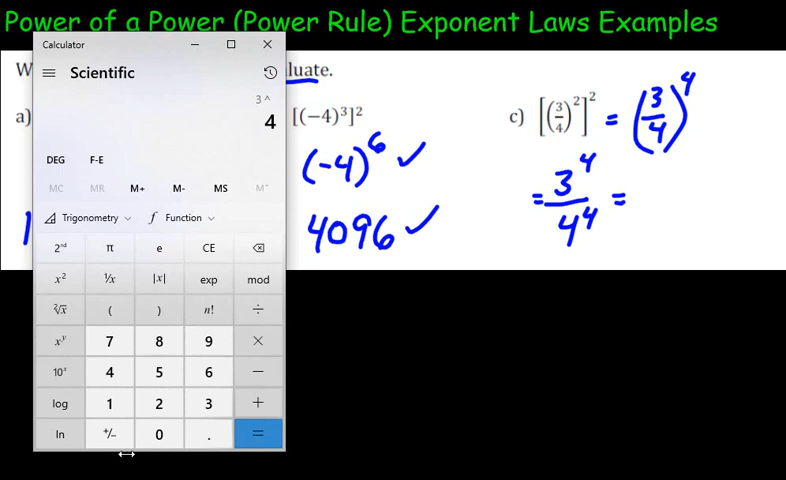 Power of a Power (Power Rule) Exponent Laws Examples
W luate.
a) [(−4)³]² c) [(3/4)²]² = (3/4)⁴
(-4)⁶ ✓ = 3⁴/4⁴ =
1 4096 ✓
Calculator
Scientific
3 ^
4
DEG F-E
MC MR M+ M- MS M˅
Trigonometry f Function
2ⁿᵈ π e CE
x² ¹/x |x| exp mod
²√x ( ) n! ÷
xʸ 7 8 9 ×
10ˣ 4 5 6 −
log 1 2 3 +
ln +/− 0 . =